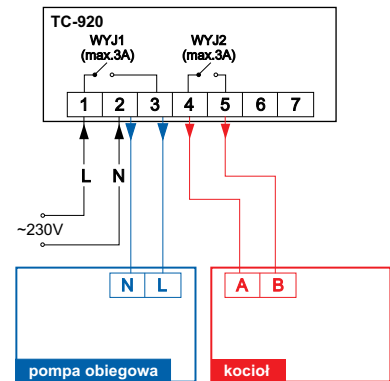 TC-920
WYJ1 WYJ2
(max.3A) (max.3A)
1 2 3 4 5 6 7
L N
~230V
N L A B
pompa obiegowa kocioł